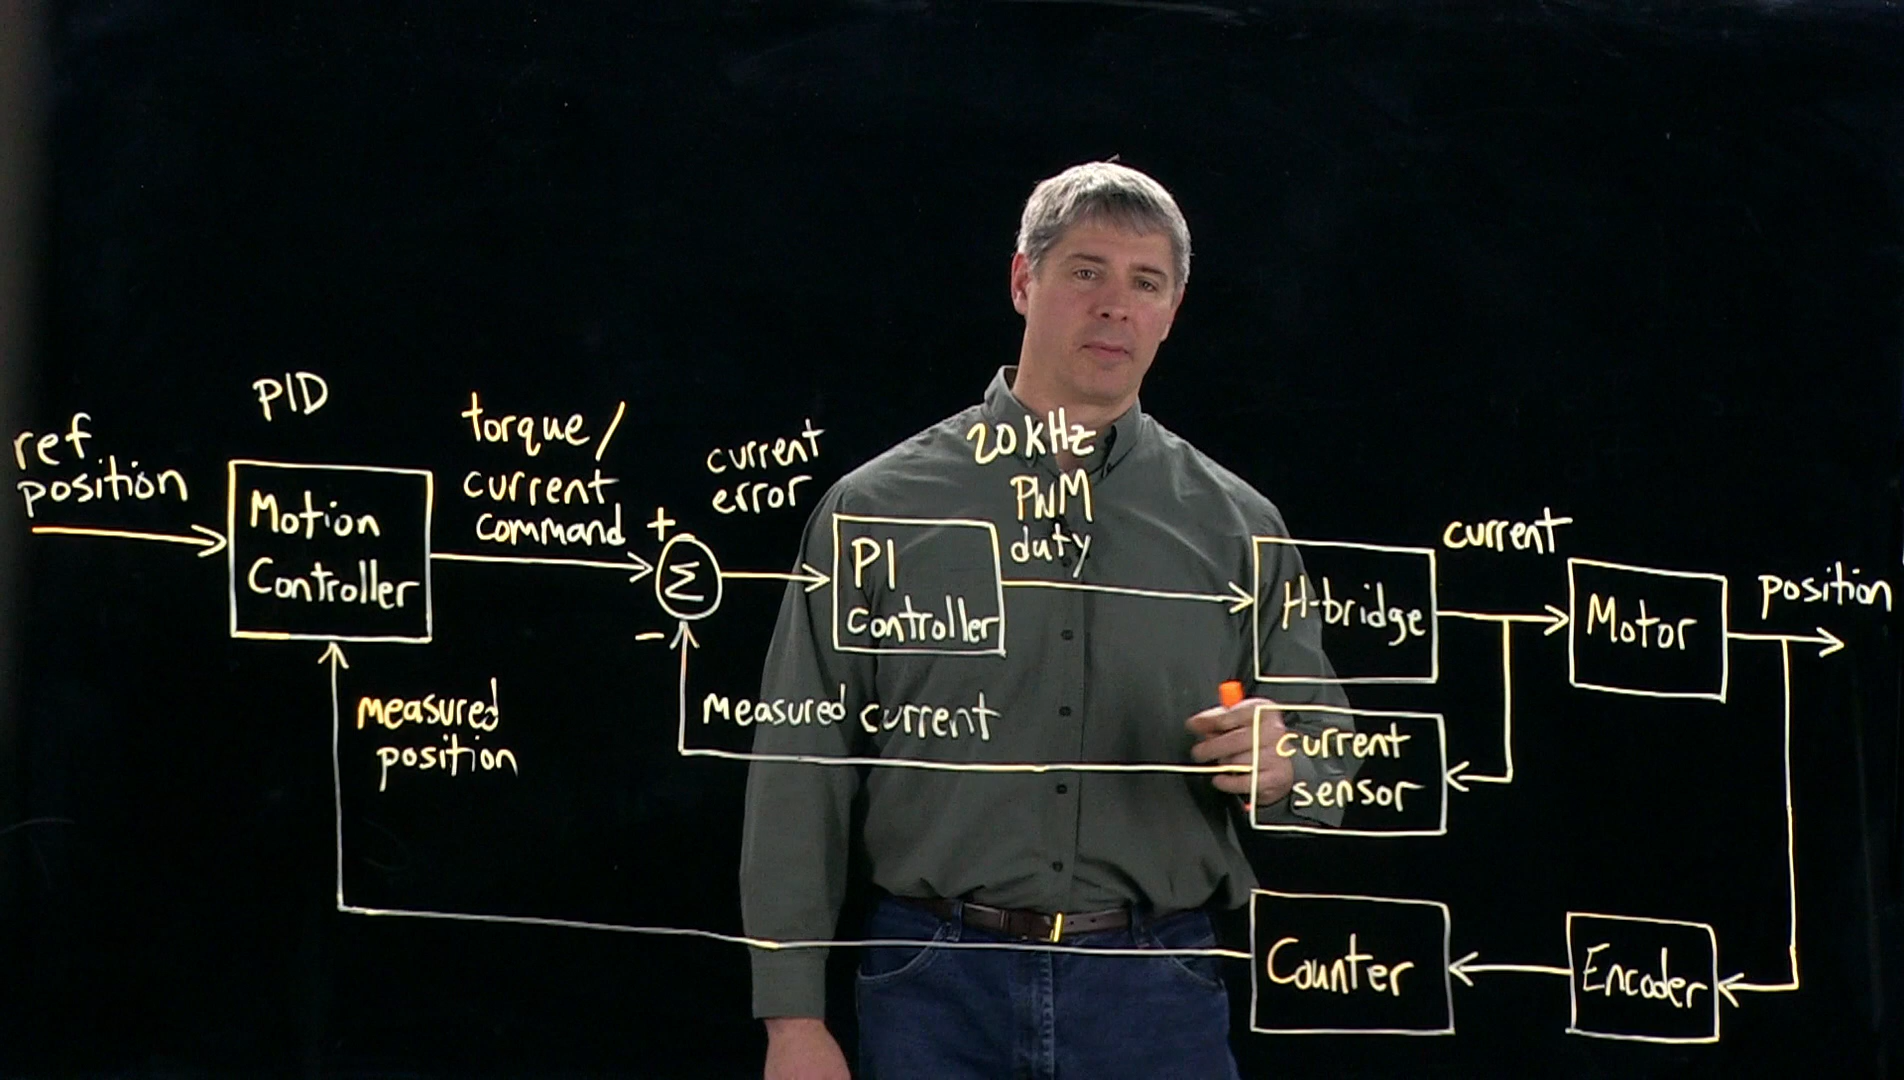 PID
ref
position
Motion
Controller
torque/
current
command
+
Σ
−
current
error
PI
controller
20 kHz
PWM
duty
H-bridge
current
Motor
position
measured
position
measured current
current
sensor
Counter
Encoder